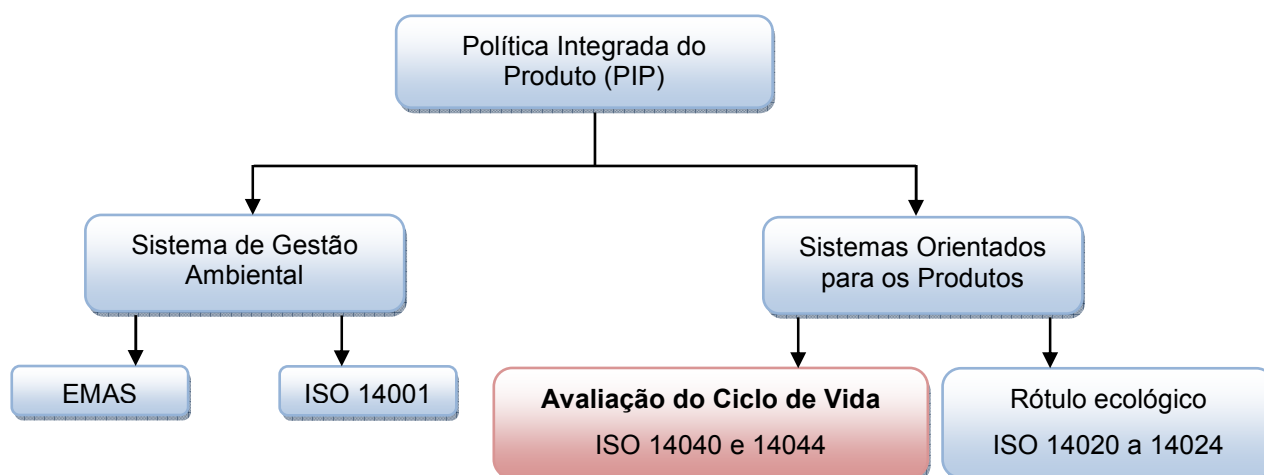 Política Integrada do
Produto (PIP)
Sistema de Gestão
Ambiental
Sistemas Orientados
para os Produtos
EMAS
ISO 14001
Avaliação do Ciclo de Vida
ISO 14040 e 14044
Rótulo ecológico
ISO 14020 a 14024